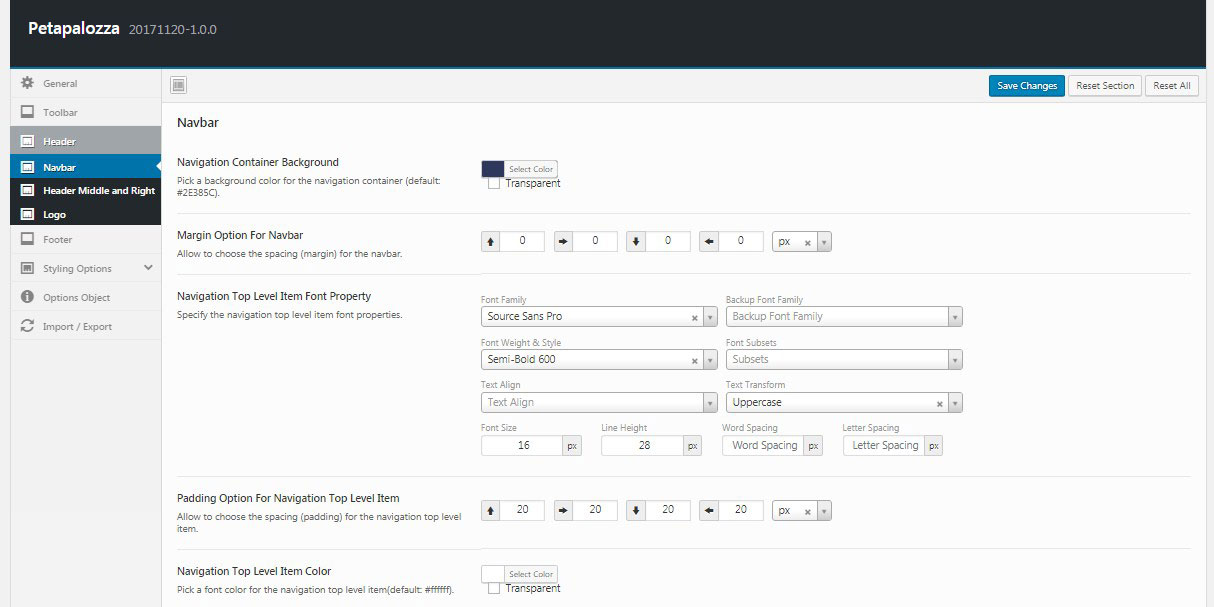 Petapalozza 20171120-1.0.0
General
Toolbar
Header
Navbar
Header Middle and Right
Logo
Footer
Styling Options
Options Object
Import / Export
Save Changes Reset Section Reset All
Navbar
Navigation Container Background
Pick a background color for the navigation container (default:
#2E385C).
Select Color
Transparent
Margin Option For Navbar
Allow to choose the spacing (margin) for the navbar.
0 0 0 0 px
Navigation Top Level Item Font Property
Specify the navigation top level item font properties.
Font Family Backup Font Family
Source Sans Pro Backup Font Family
Font Weight & Style Font Subsets
Semi-Bold 600 Subsets
Text Align Text Transform
Text Align Uppercase
Font Size Line Height Word Spacing Letter Spacing
16 px 28 px Word Spacing px Letter Spacing px
Padding Option For Navigation Top Level Item
Allow to choose the spacing (padding) for the navigation top level
item.
20 20 20 20 px
Navigation Top Level Item Color
Pick a font color for the navigation top level item(default: #ffffff).
Select Color
Transparent